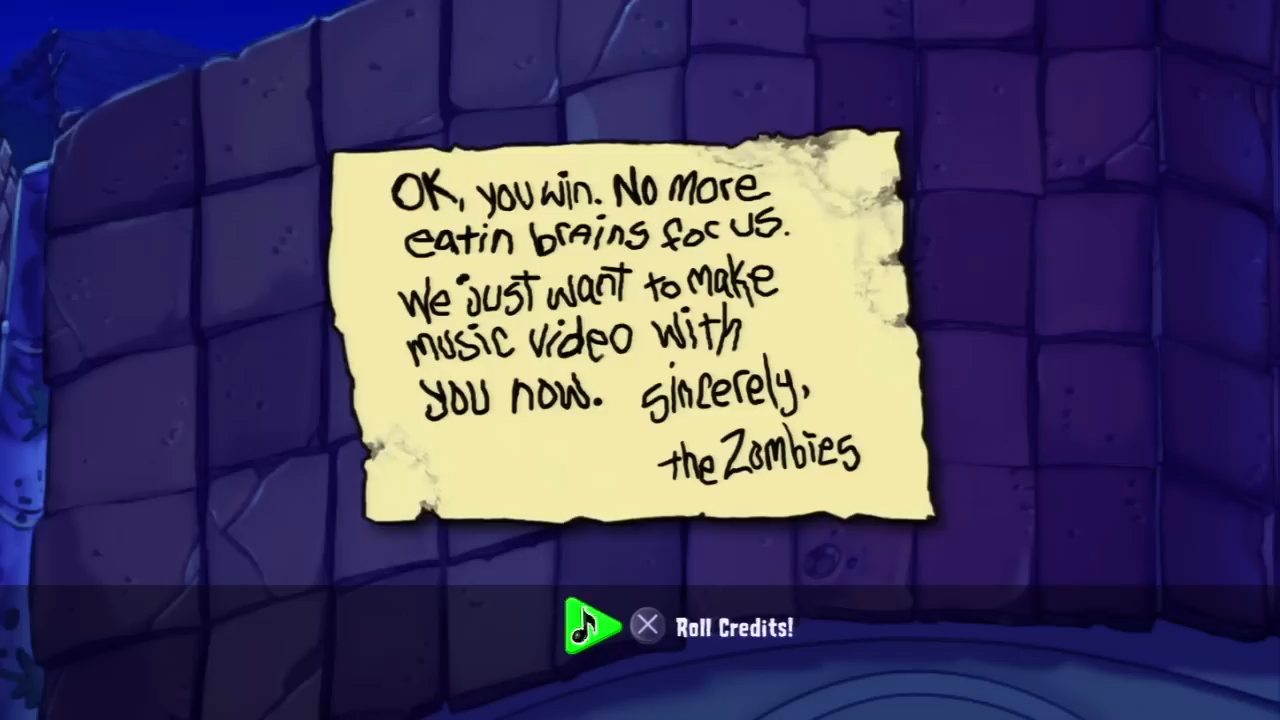 OK, you win. No more
eatin brains for us.
We just want to make
music video with
you now. sincerely,
the Zombies
Roll Credits!